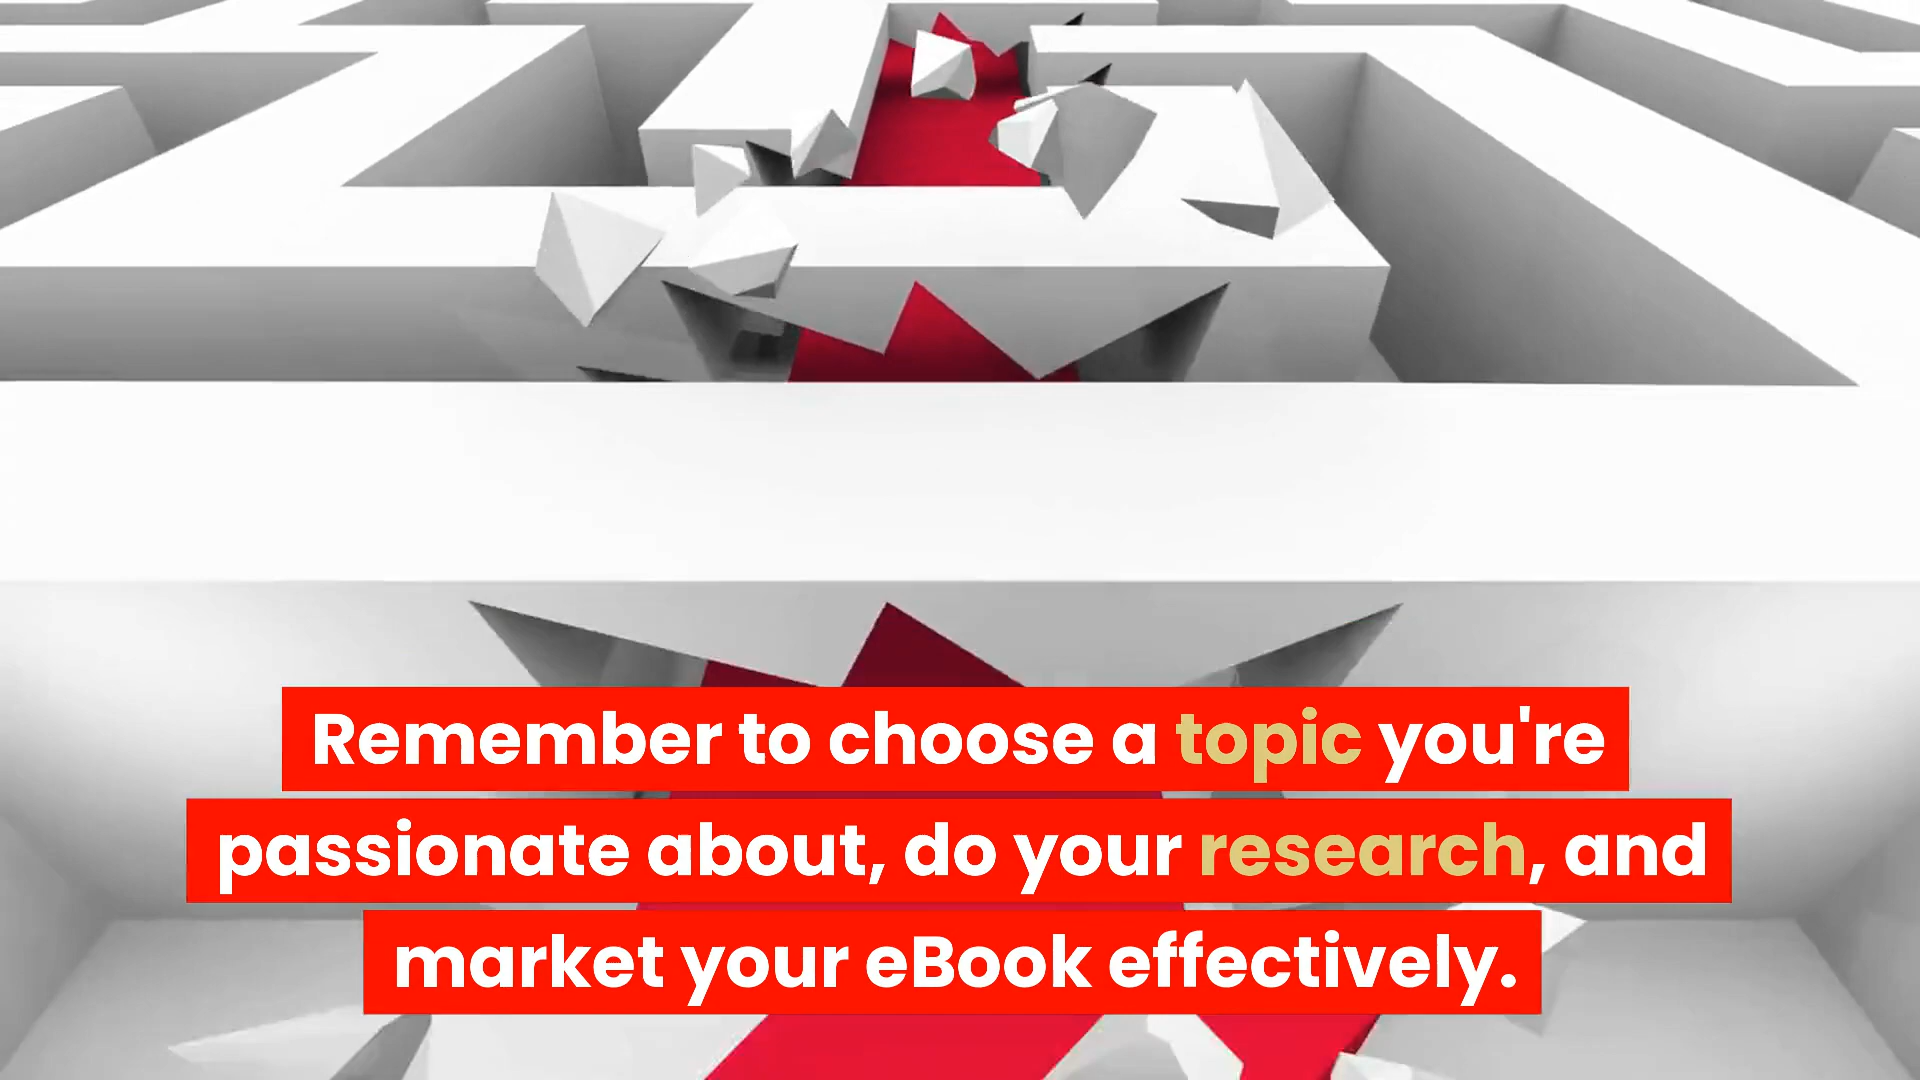 Remember to choose a topic you're
passionate about, do your research, and
market your eBook effectively.